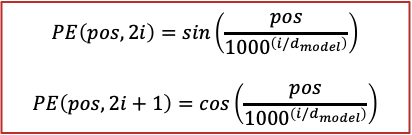 PE(pos, 2i) = sin(pos / 1000^(i/d_model))
PE(pos, 2i + 1) = cos(pos / 1000^(i/d_model))